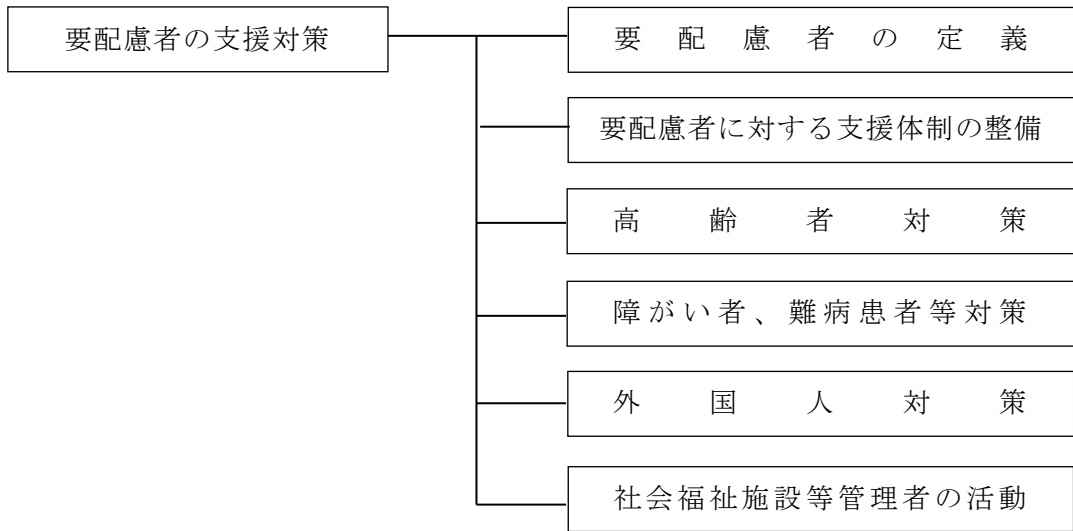 要配慮者の支援対策
要配慮者の定義
要配慮者に対する支援体制の整備
高齢者対策
障がい者、難病患者等対策
外国人対策
社会福祉施設等管理者の活動